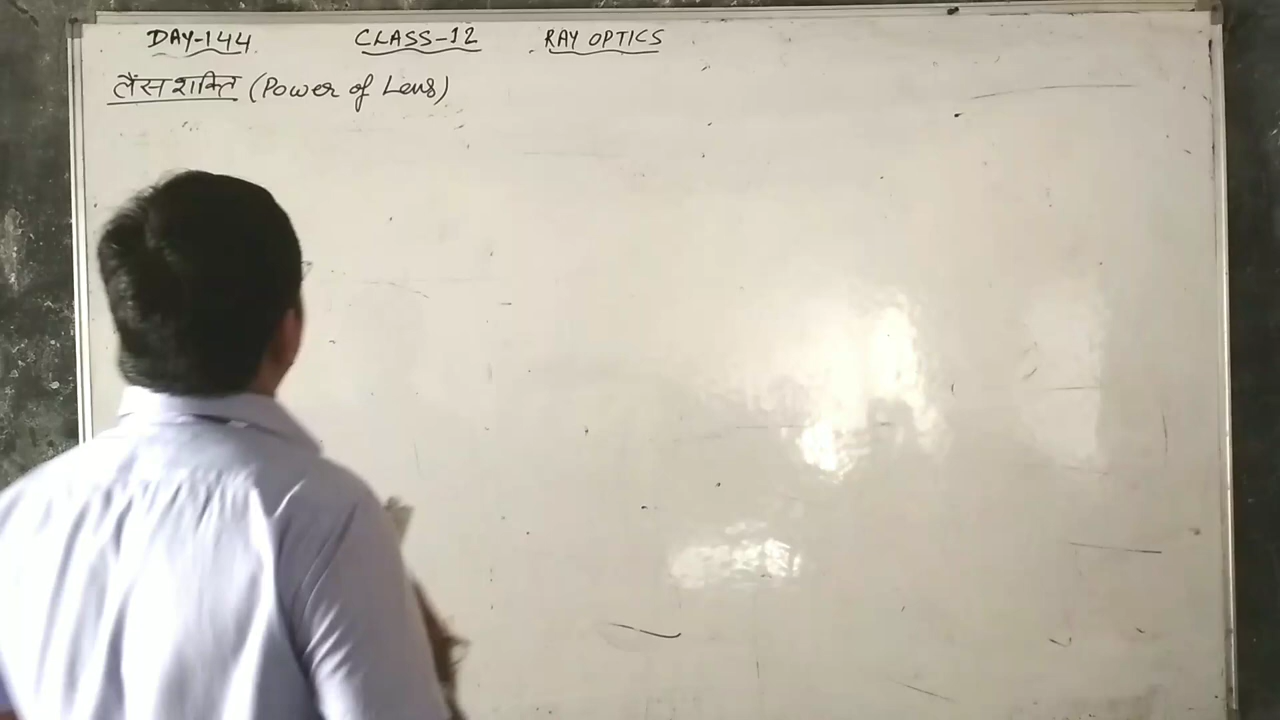 DAY-144 CLASS-12 RAY OPTICS
लैंस शक्ति (Power of Lens)